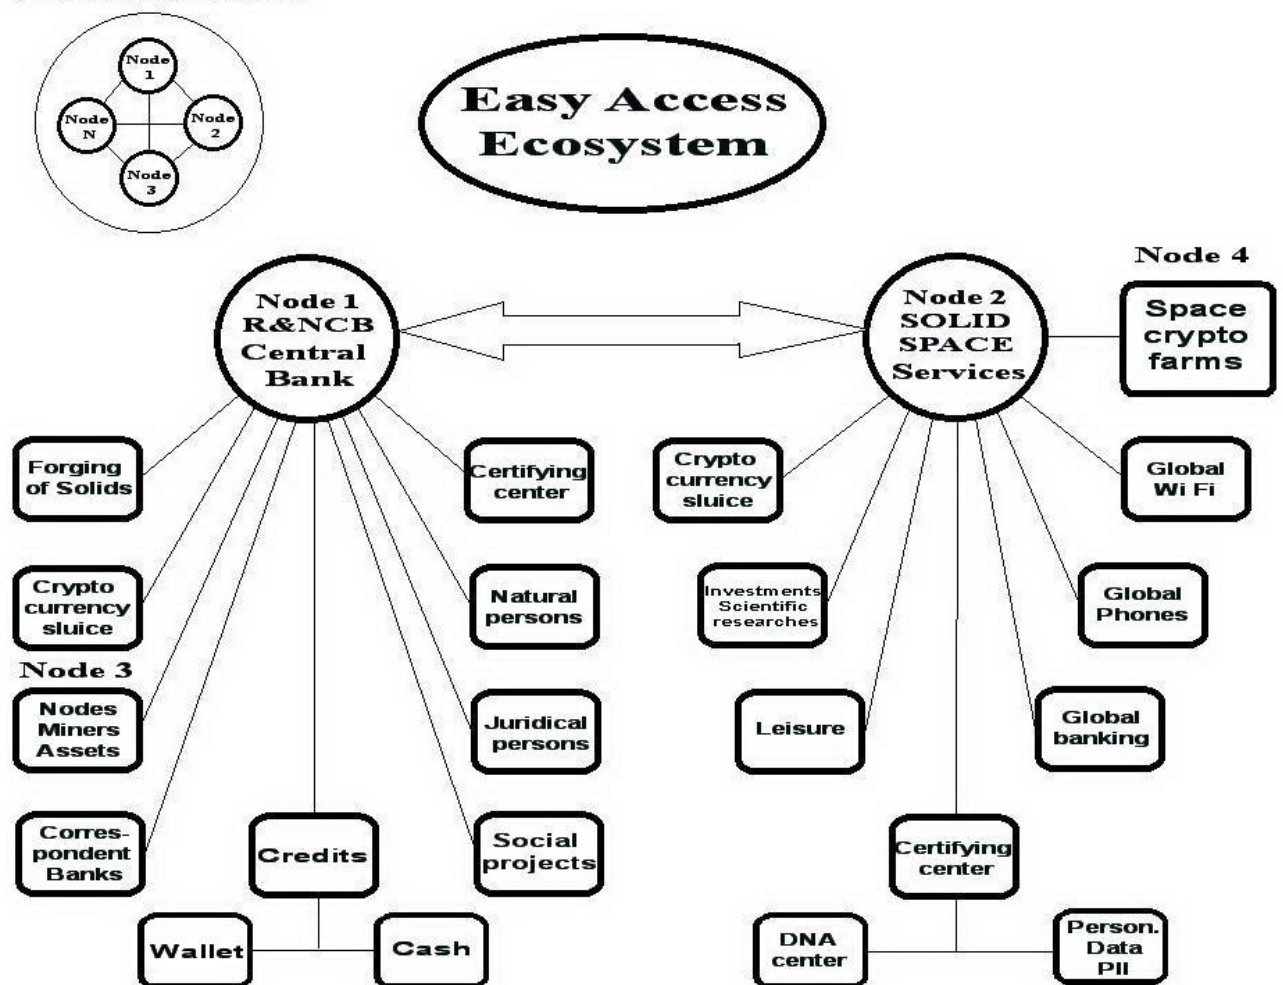 Node
1
Node
N
Node
2
Node
3
Easy Access
Ecosystem
Node 1
R&NCB
Central
Bank
Node 2
SOLID
SPACE
Services
Node 4
Space
crypto
farms
Forging
of Solids
Certifying
center
Crypto
currency
sluice
Global
Wi Fi
Crypto
currency
sluice
Natural
persons
Investments
Scientific
researches
Global
Phones
Node 3
Nodes
Miners
Assets
Juridical
persons
Leisure
Global
banking
Corres-
pondent
Banks
Credits
Social
projects
Certifying
center
Wallet
Cash
DNA
center
Person.
Data
PII